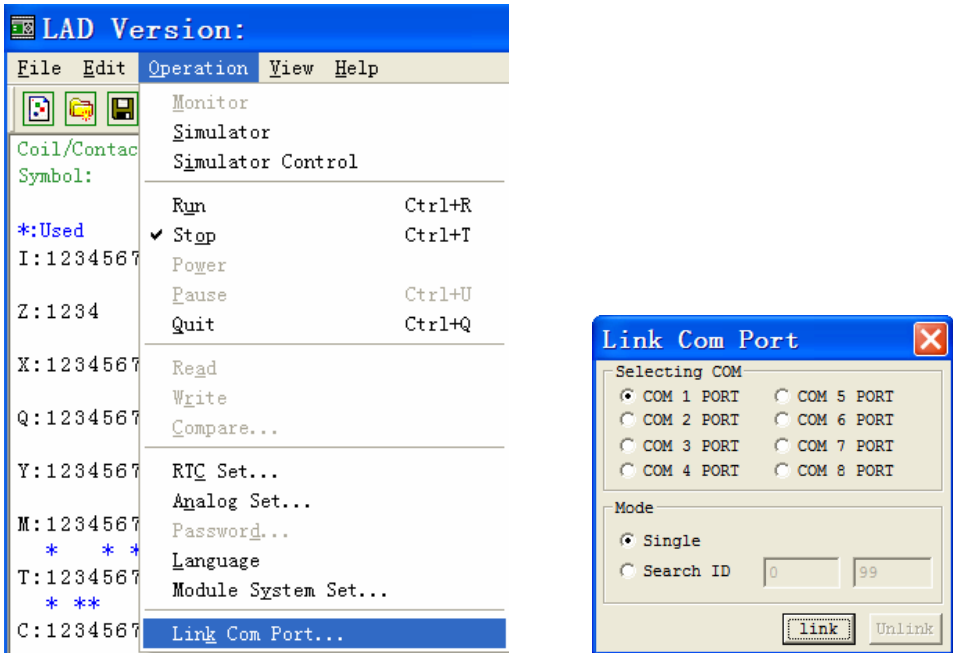 LAD Version:
File Edit Operation View Help
Monitor
Simulator
Simulator Control
Run Ctrl+R
Stop Ctrl+T
Power
Pause Ctrl+U
Quit Ctrl+Q
Read
Write
Compare...
RTC Set...
Analog Set...
Password...
Language
Module System Set...
Link Com Port...
Coil/Contac
Symbol:
*:Used
I:1234567
Z:1234
X:1234567
Q:1234567
Y:1234567
M:1234567
* * *
T:1234567
* **
C:1234567
Link Com Port
Selecting COM
COM 1 PORT COM 5 PORT
COM 2 PORT COM 6 PORT
COM 3 PORT COM 7 PORT
COM 4 PORT COM 8 PORT
Mode
Single
Search ID 0 99
link Unlink